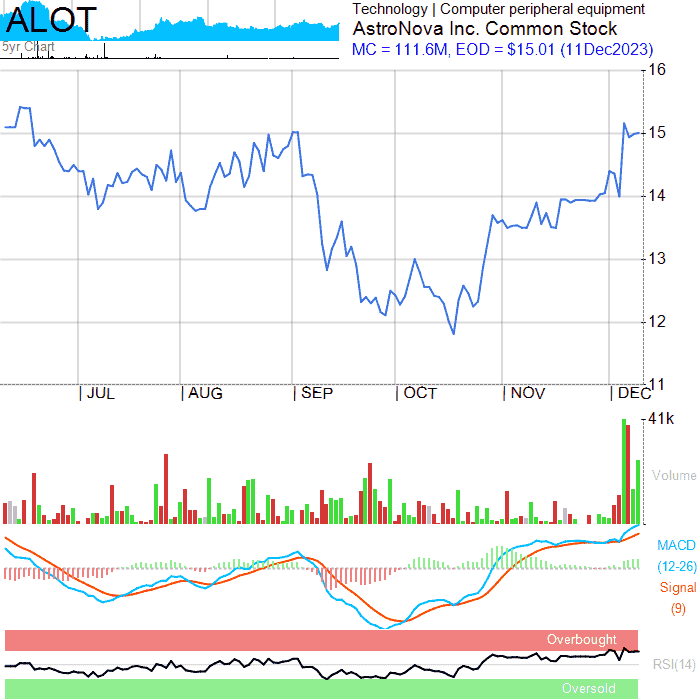 ALOT
5yr Chart
Technology | Computer peripheral equipment
AstroNova Inc. Common Stock
MC = 111.6M, EOD = $15.01 (11Dec2023)
16
15
14
13
12
11
JUL
AUG
SEP
OCT
NOV
DEC
41k
Volume
MACD
(12-26)
Signal
(9)
Overbought
RSI(14)
Oversold